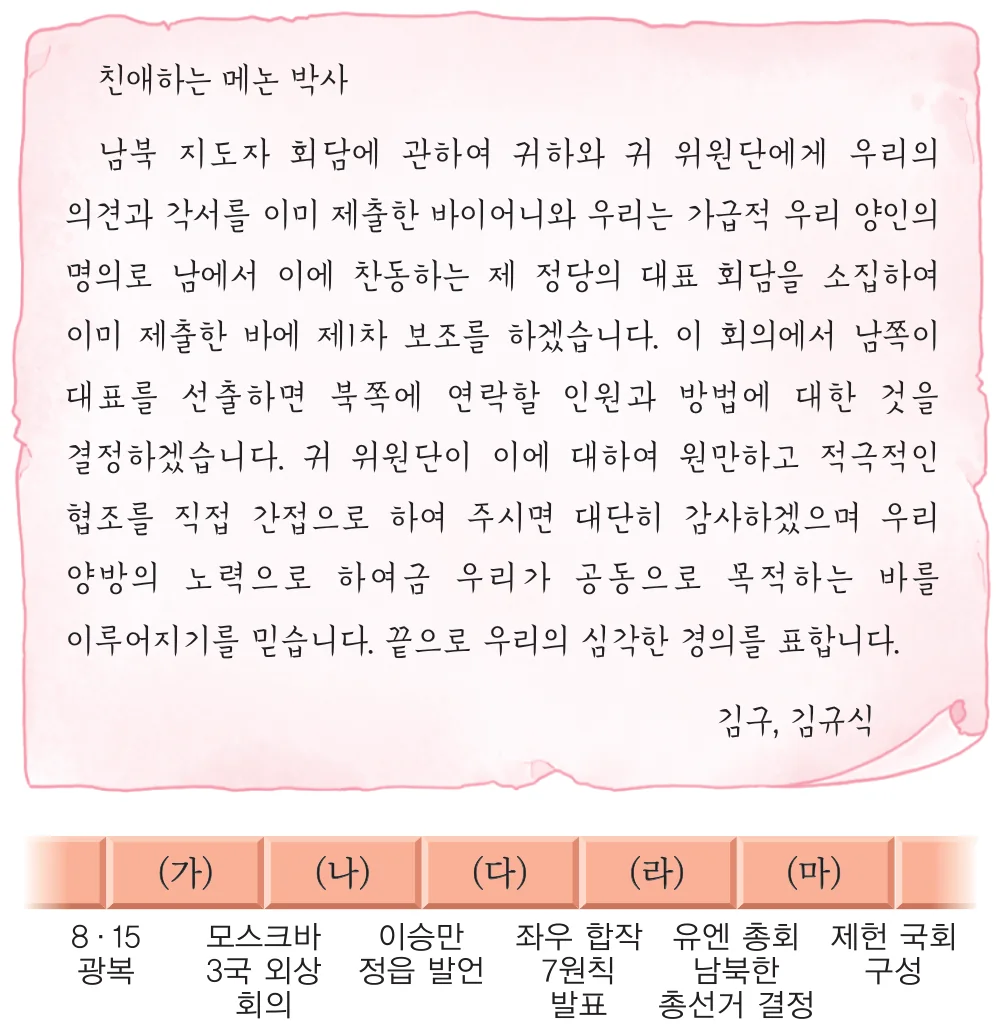 친애하는 메논 박사
남북 지도자 회담에 관하여 귀하와 귀 위원단에게 우리의
의견과 각서를 이미 제출한 바이어니와 우리는 가급적 우리 양인의
명의로 남에서 이에 찬동하는 제 정당의 대표 회담을 소집하여
이미 제출한 바에 제1차 보조를 하겠습니다. 이 회의에서 남쪽이
대표를 선출하면 북쪽에 연락할 인원과 방법에 대한 것을
결정하겠습니다. 귀 위원단이 이에 대하여 원만하고 적극적인
협조를 직접 간접으로 하여 주시면 대단히 감사하겠으며 우리
양방의 노력으로 하여금 우리가 공동으로 목적하는 바를
이루어지기를 믿습니다. 끝으로 우리의 심각한 경의를 표합니다.
김구, 김규식
(가) (나) (다) (라) (마)
8·15 모스크바 이승만 좌우 합작 유엔 총회 제헌 국회
광복 3국 외상 정읍 발언 7원칙 남북한 구성
회의 발표 총선거 결정